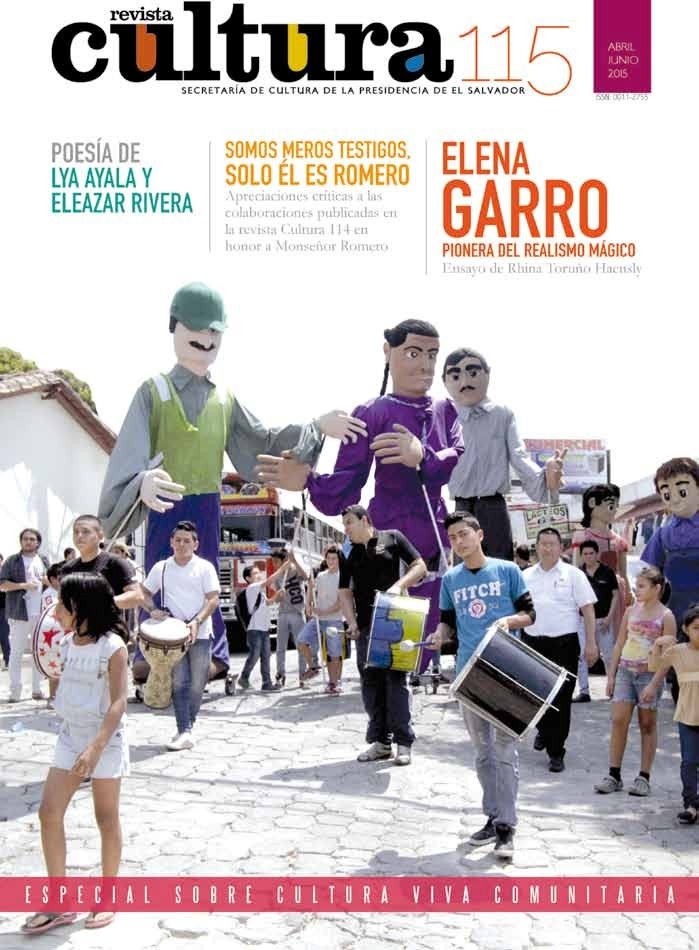 revista
cultura 115
SECRETARÍA DE CULTURA DE LA PRESIDENCIA DE EL SALVADOR
ABRIL
JUNIO
2015
ISSN: 0011-2755
POESÍA DE
LYA AYALA Y
ELEAZAR RIVERA
SOMOS MEROS TESTIGOS,
SOLO ÉL ES ROMERO
Apreciaciones críticas a las
colaboraciones publicadas en
la revista Cultura 114 en
honor a Monseñor Romero
ELENA
GARRO
PIONERA DEL REALISMO MÁGICO
Ensayo de Rhina Toruño Haensly
COMERCIAL
LACTEOS
FITCH
ESPECIAL SOBRE CULTURA VIVA COMUNITARIA